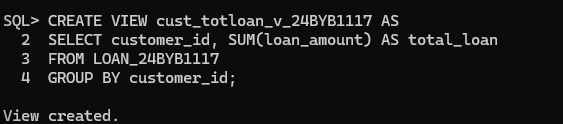 SQL> CREATE VIEW cust_totloan_v_24BYB1117 AS
  2  SELECT customer_id, SUM(loan_amount) AS total_loan
  3  FROM LOAN_24BYB1117
  4  GROUP BY customer_id;
View created.